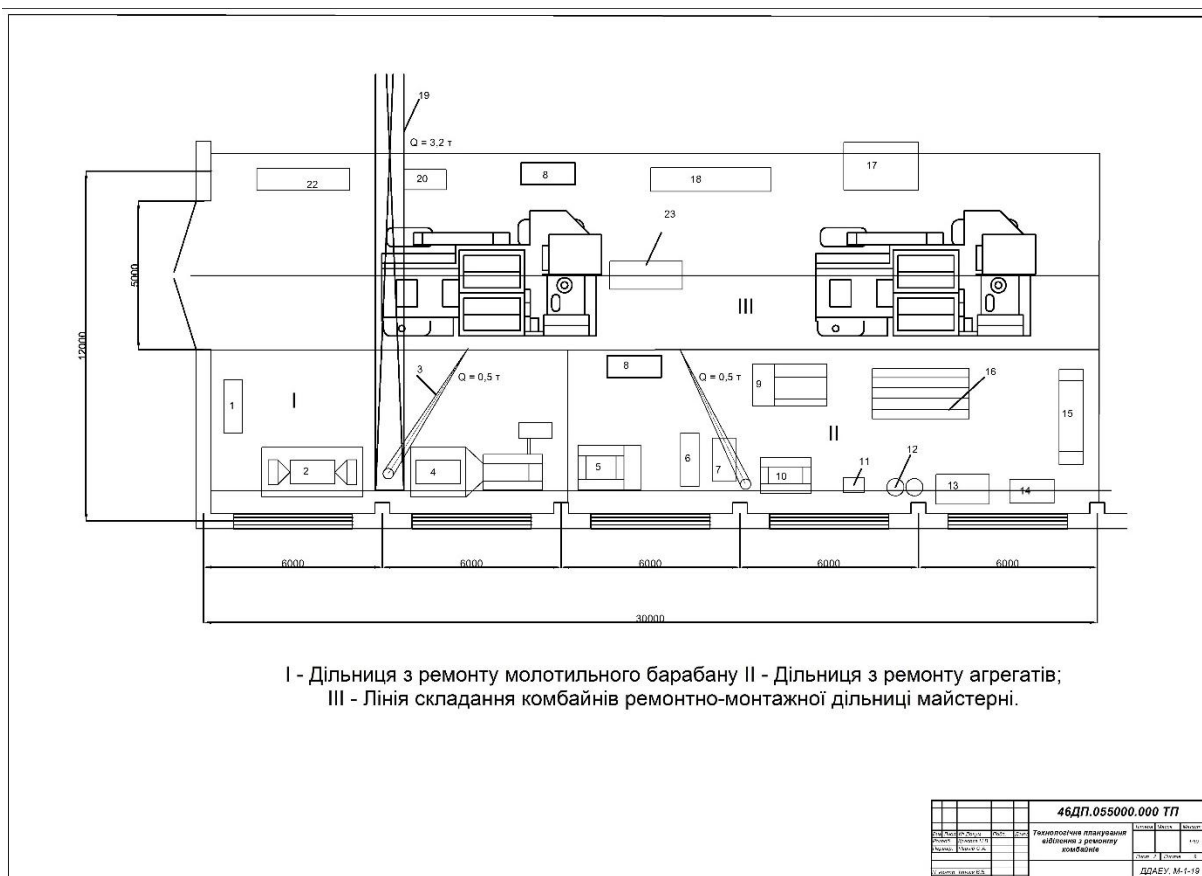 19
Q = 3,2 т
17
22
20
8
18
23
5000
12000
III
3
Q = 0,5 т
8
Q = 0,5 т
9
16
1
I
15
II
2
4
5
6
7
10
11
12
13
14
6000
6000
6000
6000
6000
30000
I - Дільниця з ремонту молотильного барабану II - Дільниця з ремонту агрегатів;
III - Лінія складання комбайнів ремонтно-монтажної дільниці майстерні.
46ДП.055000.000 ТП
Технологічне планування
віділення з ремонту
комбайнів
ДДАЕУ, М-1-19